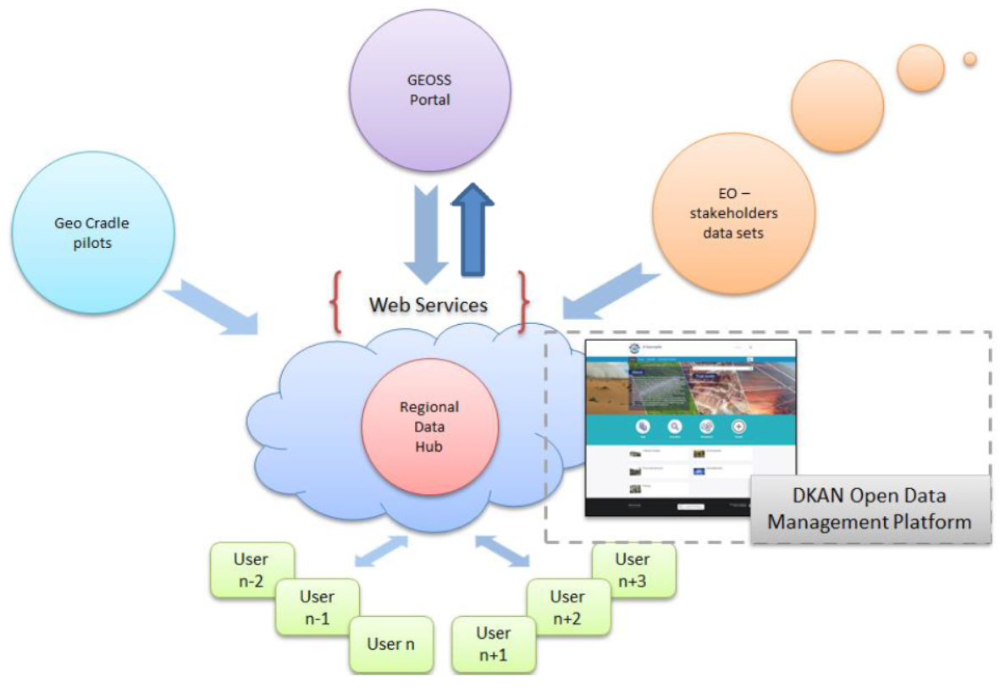 GEOSS
Portal
Geo Cradle
pilots
EO –
stakeholders
data sets
{ Web Services }
Regional
Data
Hub
About
DKAN Open Data
Management Platform
User
n-2
User
n-1
User n
User
n+1
User
n+2
User
n+3